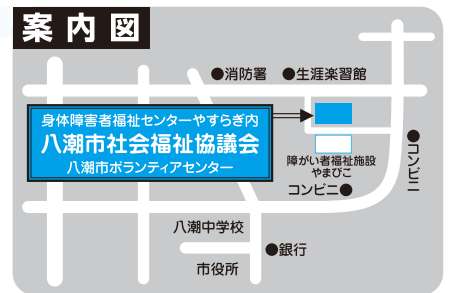 案内図
●消防署 ●生涯楽習館
身体障害者福祉センターやすらぎ内
八潮市社会福祉協議会
八潮市ボランティアセンター
障がい者福祉施設
やまびこ
コンビニ●
●コンビニ
八潮中学校
●銀行
市役所